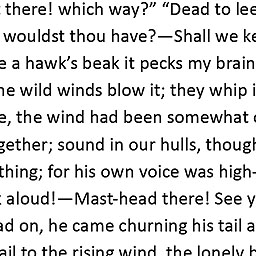 there! which way?” “Dead to lee
wouldst thou have?—Shall we ke
e a hawk’s beak it pecks my brain
he wild winds blow it; they whip i
e, the wind had been somewhat
gether; sound in our hulls, though
thing; for his own voice was high-
aloud!—Mast-head there! See y
ad on, he came churning his tail a
ail to the rising wind, the lonely h